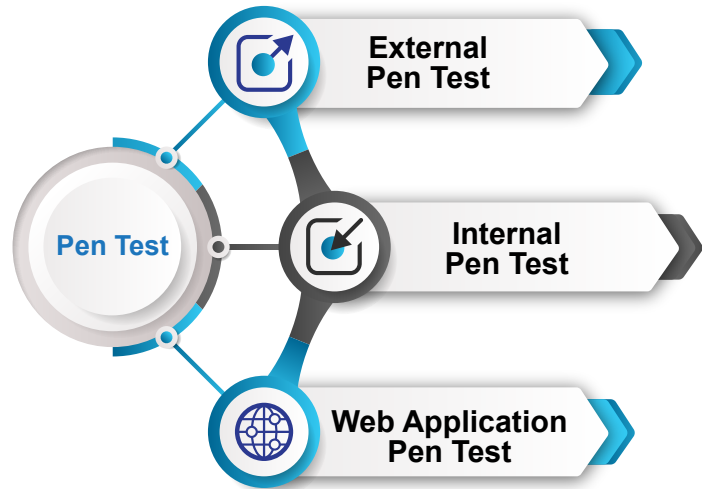 External
Pen Test
Pen Test
Internal
Pen Test
Web Application
Pen Test